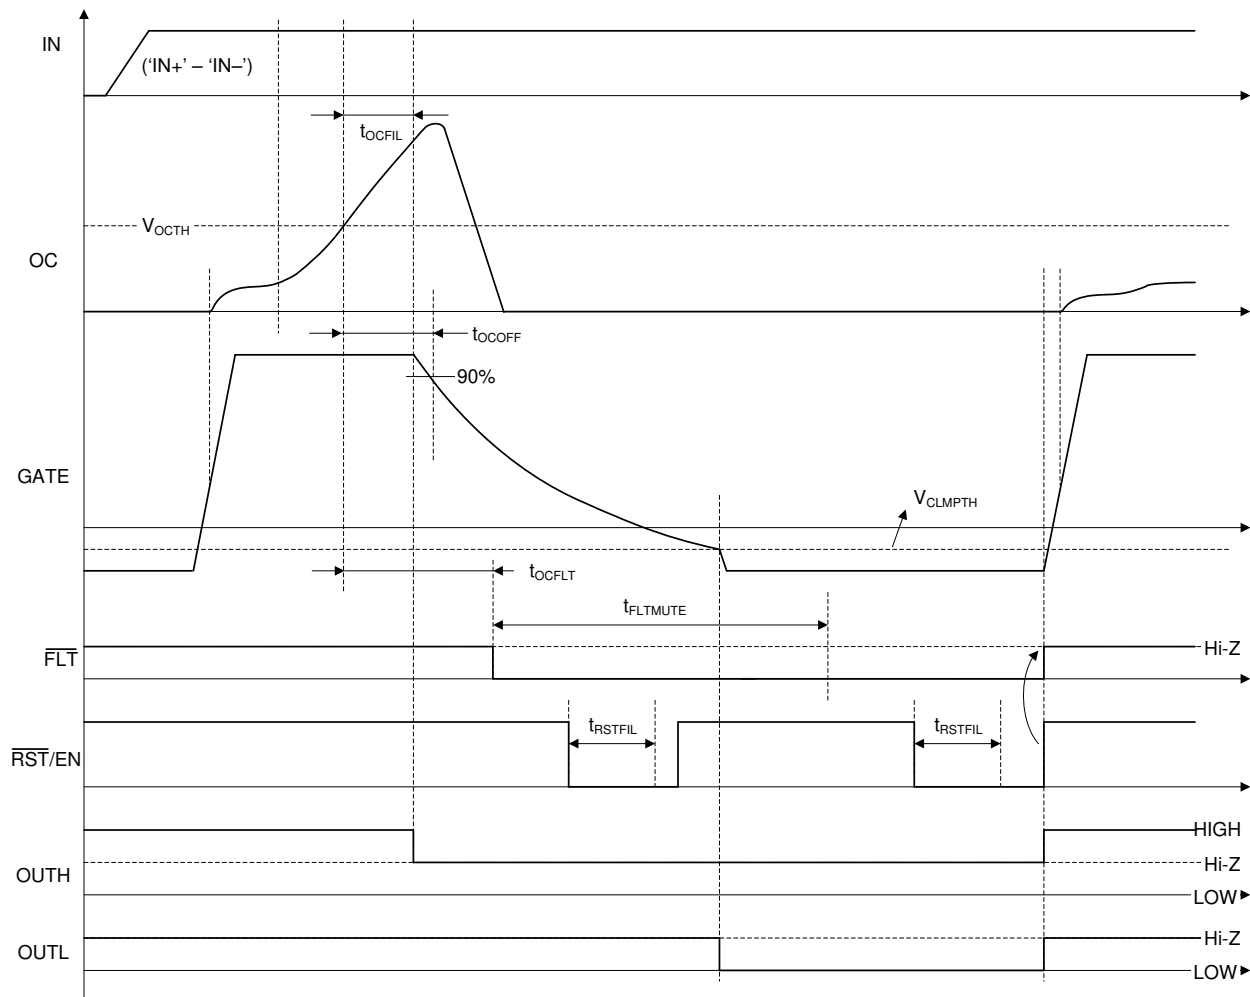 IN
(‘IN+’ – ‘IN–’)
tOCFIL
VOCTH
OC
tOCOFF
90%
GATE
VCLMPTH
tOCFLT
tFLTMUTE
FLT
Hi-Z
tRSTFIL
tRSTFIL
RST/EN
HIGH
OUTH
Hi-Z
LOW
OUTL
Hi-Z
LOW